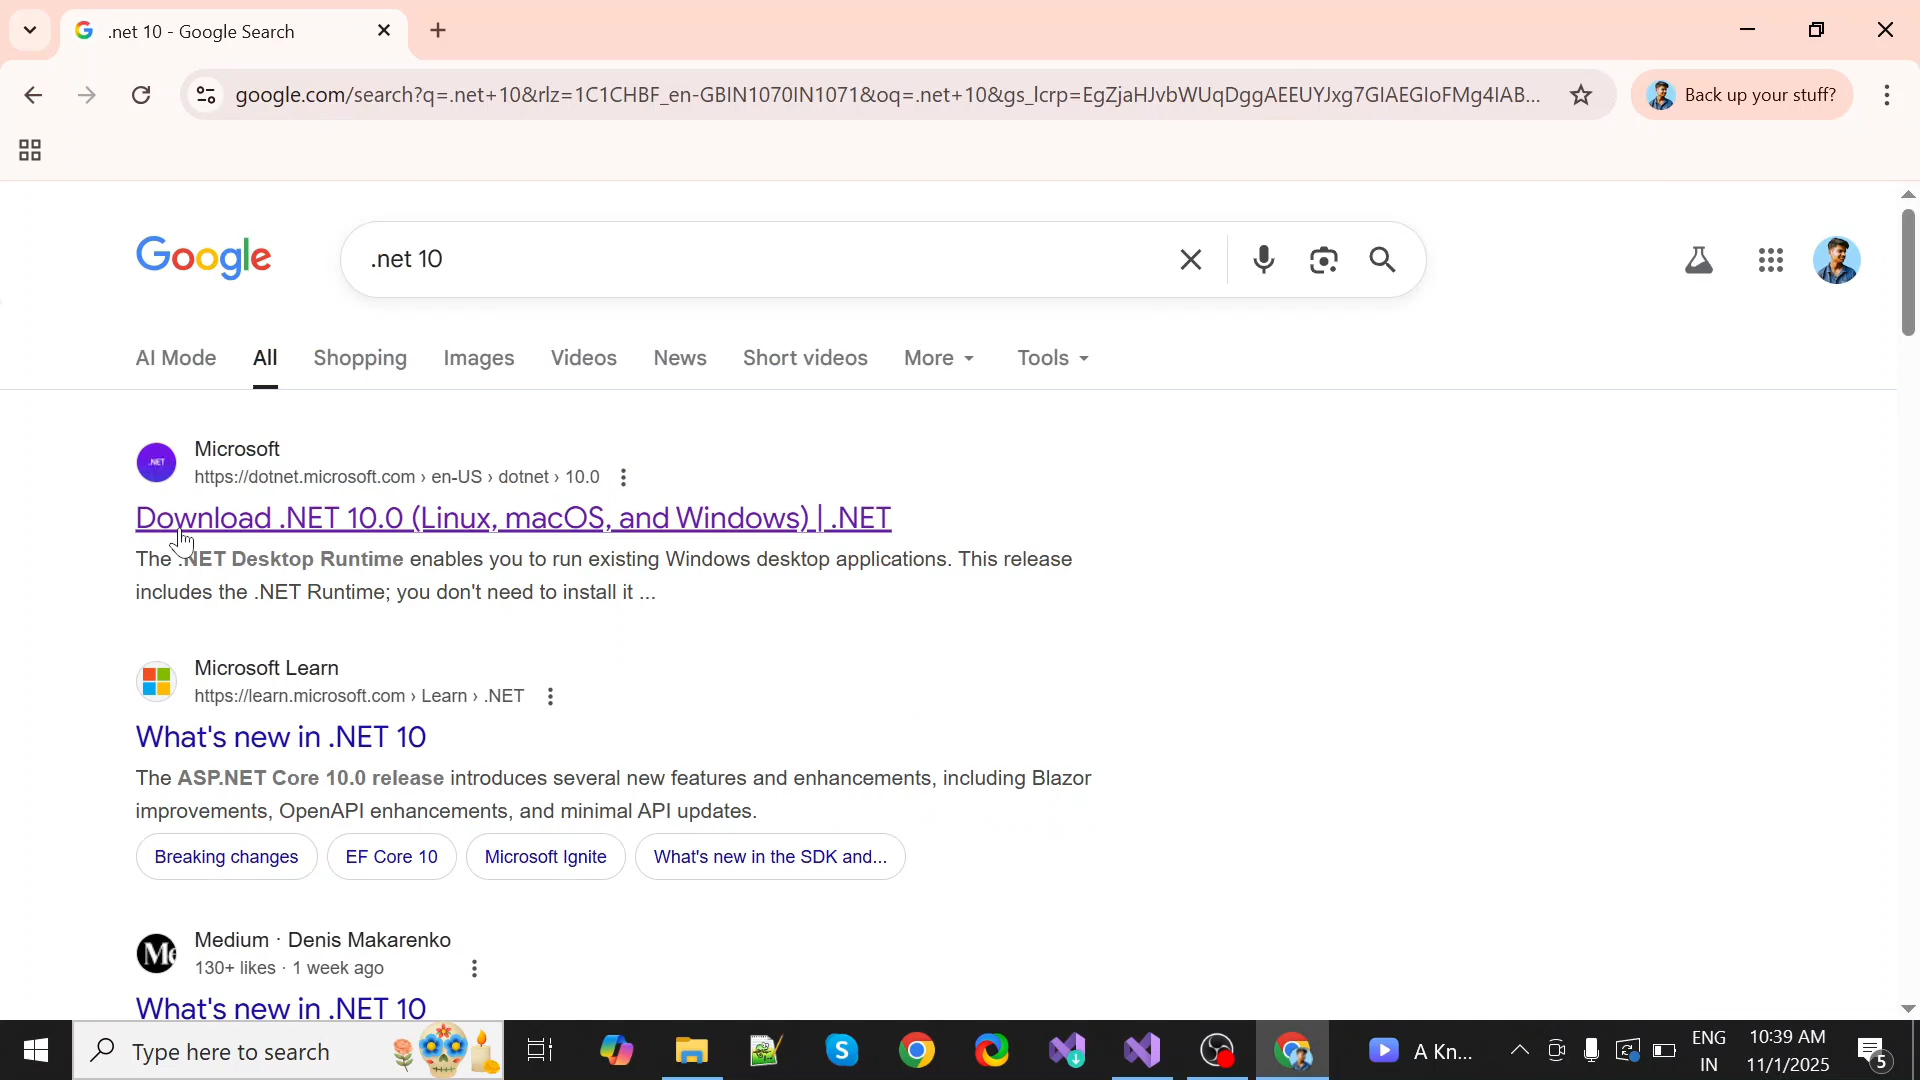 .net 10 - Google Search
google.com/search?q=.net+10&rlz=1C1CHBF_en-GBIN1070IN1071&oq=.net+10&gs_lcrp=EgZjaHJvbWUqDggAEEUYJxg7GIAEGIoFMg4IAB...
Back up your stuff?
Google
.net 10
AI Mode
All
Shopping
Images
Videos
News
Short videos
More
Tools
.NET
Microsoft
https://dotnet.microsoft.com › en-US › dotnet › 10.0
Download .NET 10.0 (Linux, macOS, and Windows) | .NET
The .NET Desktop Runtime enables you to run existing Windows desktop applications. This release
includes the .NET Runtime; you don't need to install it ...
Microsoft Learn
https://learn.microsoft.com › Learn › .NET
What's new in .NET 10
The ASP.NET Core 10.0 release introduces several new features and enhancements, including Blazor
improvements, OpenAPI enhancements, and minimal API updates.
Breaking changes
EF Core 10
Microsoft Ignite
What's new in the SDK and...
Medium · Denis Makarenko
130+ likes · 1 week ago
What's new in .NET 10
Type here to search
A Kn...
ENG
IN
10:39 AM
11/1/2025
5